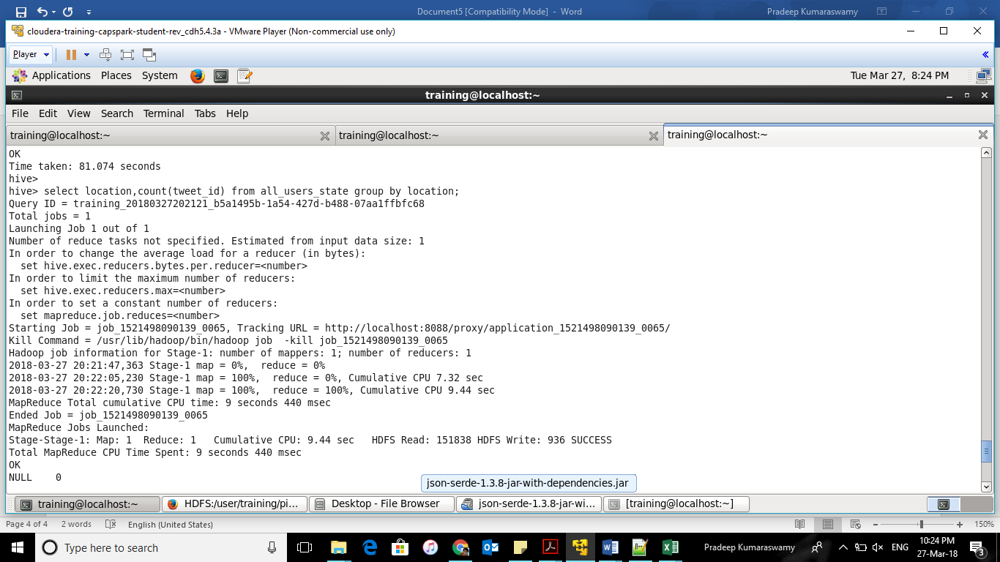 Document5 [Compatibility Mode] - Word
Pradeep Kumaraswamy
cloudera-training-capspark-student-rev_cdh5.4.3a - VMware Player (Non-commercial use only)
Player
Applications Places System
Tue Mar 27, 8:24 PM
training@localhost:~
File Edit View Search Terminal Tabs Help
training@localhost:~ training@localhost:~ training@localhost:~
OK
Time taken: 81.074 seconds
hive>
hive> select location,count(tweet_id) from all_users_state group by location;
Query ID = training_20180327202121_b5a1495b-1a54-427d-b488-07aa1ffbfc68
Total jobs = 1
Launching Job 1 out of 1
Number of reduce tasks not specified. Estimated from input data size: 1
In order to change the average load for a reducer (in bytes):
  set hive.exec.reducers.bytes.per.reducer=<number>
In order to limit the maximum number of reducers:
  set hive.exec.reducers.max=<number>
In order to set a constant number of reducers:
  set mapreduce.job.reduces=<number>
Starting Job = job_1521498090139_0065, Tracking URL = http://localhost:8088/proxy/application_1521498090139_0065/
Kill Command = /usr/lib/hadoop/bin/hadoop job  -kill job_1521498090139_0065
Hadoop job information for Stage-1: number of mappers: 1; number of reducers: 1
2018-03-27 20:21:47,363 Stage-1 map = 0%,  reduce = 0%
2018-03-27 20:22:05,230 Stage-1 map = 100%,  reduce = 0%, Cumulative CPU 7.32 sec
2018-03-27 20:22:20,730 Stage-1 map = 100%,  reduce = 100%, Cumulative CPU 9.44 sec
MapReduce Total cumulative CPU time: 9 seconds 440 msec
Ended Job = job_1521498090139_0065
MapReduce Jobs Launched:
Stage-Stage-1: Map: 1  Reduce: 1   Cumulative CPU: 9.44 sec   HDFS Read: 151838 HDFS Write: 936 SUCCESS
Total MapReduce CPU Time Spent: 9 seconds 440 msec
OK
NULL    0
json-serde-1.3.8-jar-with-dependencies.jar
training@localhost:~ HDFS:/user/training/pi... Desktop - File Browser json-serde-1.3.8-jar-wi... [training@localhost:~]
Page 4 of 4 2 words English (United States) 150%
Type here to search
Pradeep Kumaraswamy
ENG
10:24 PM
27-Mar-18
3